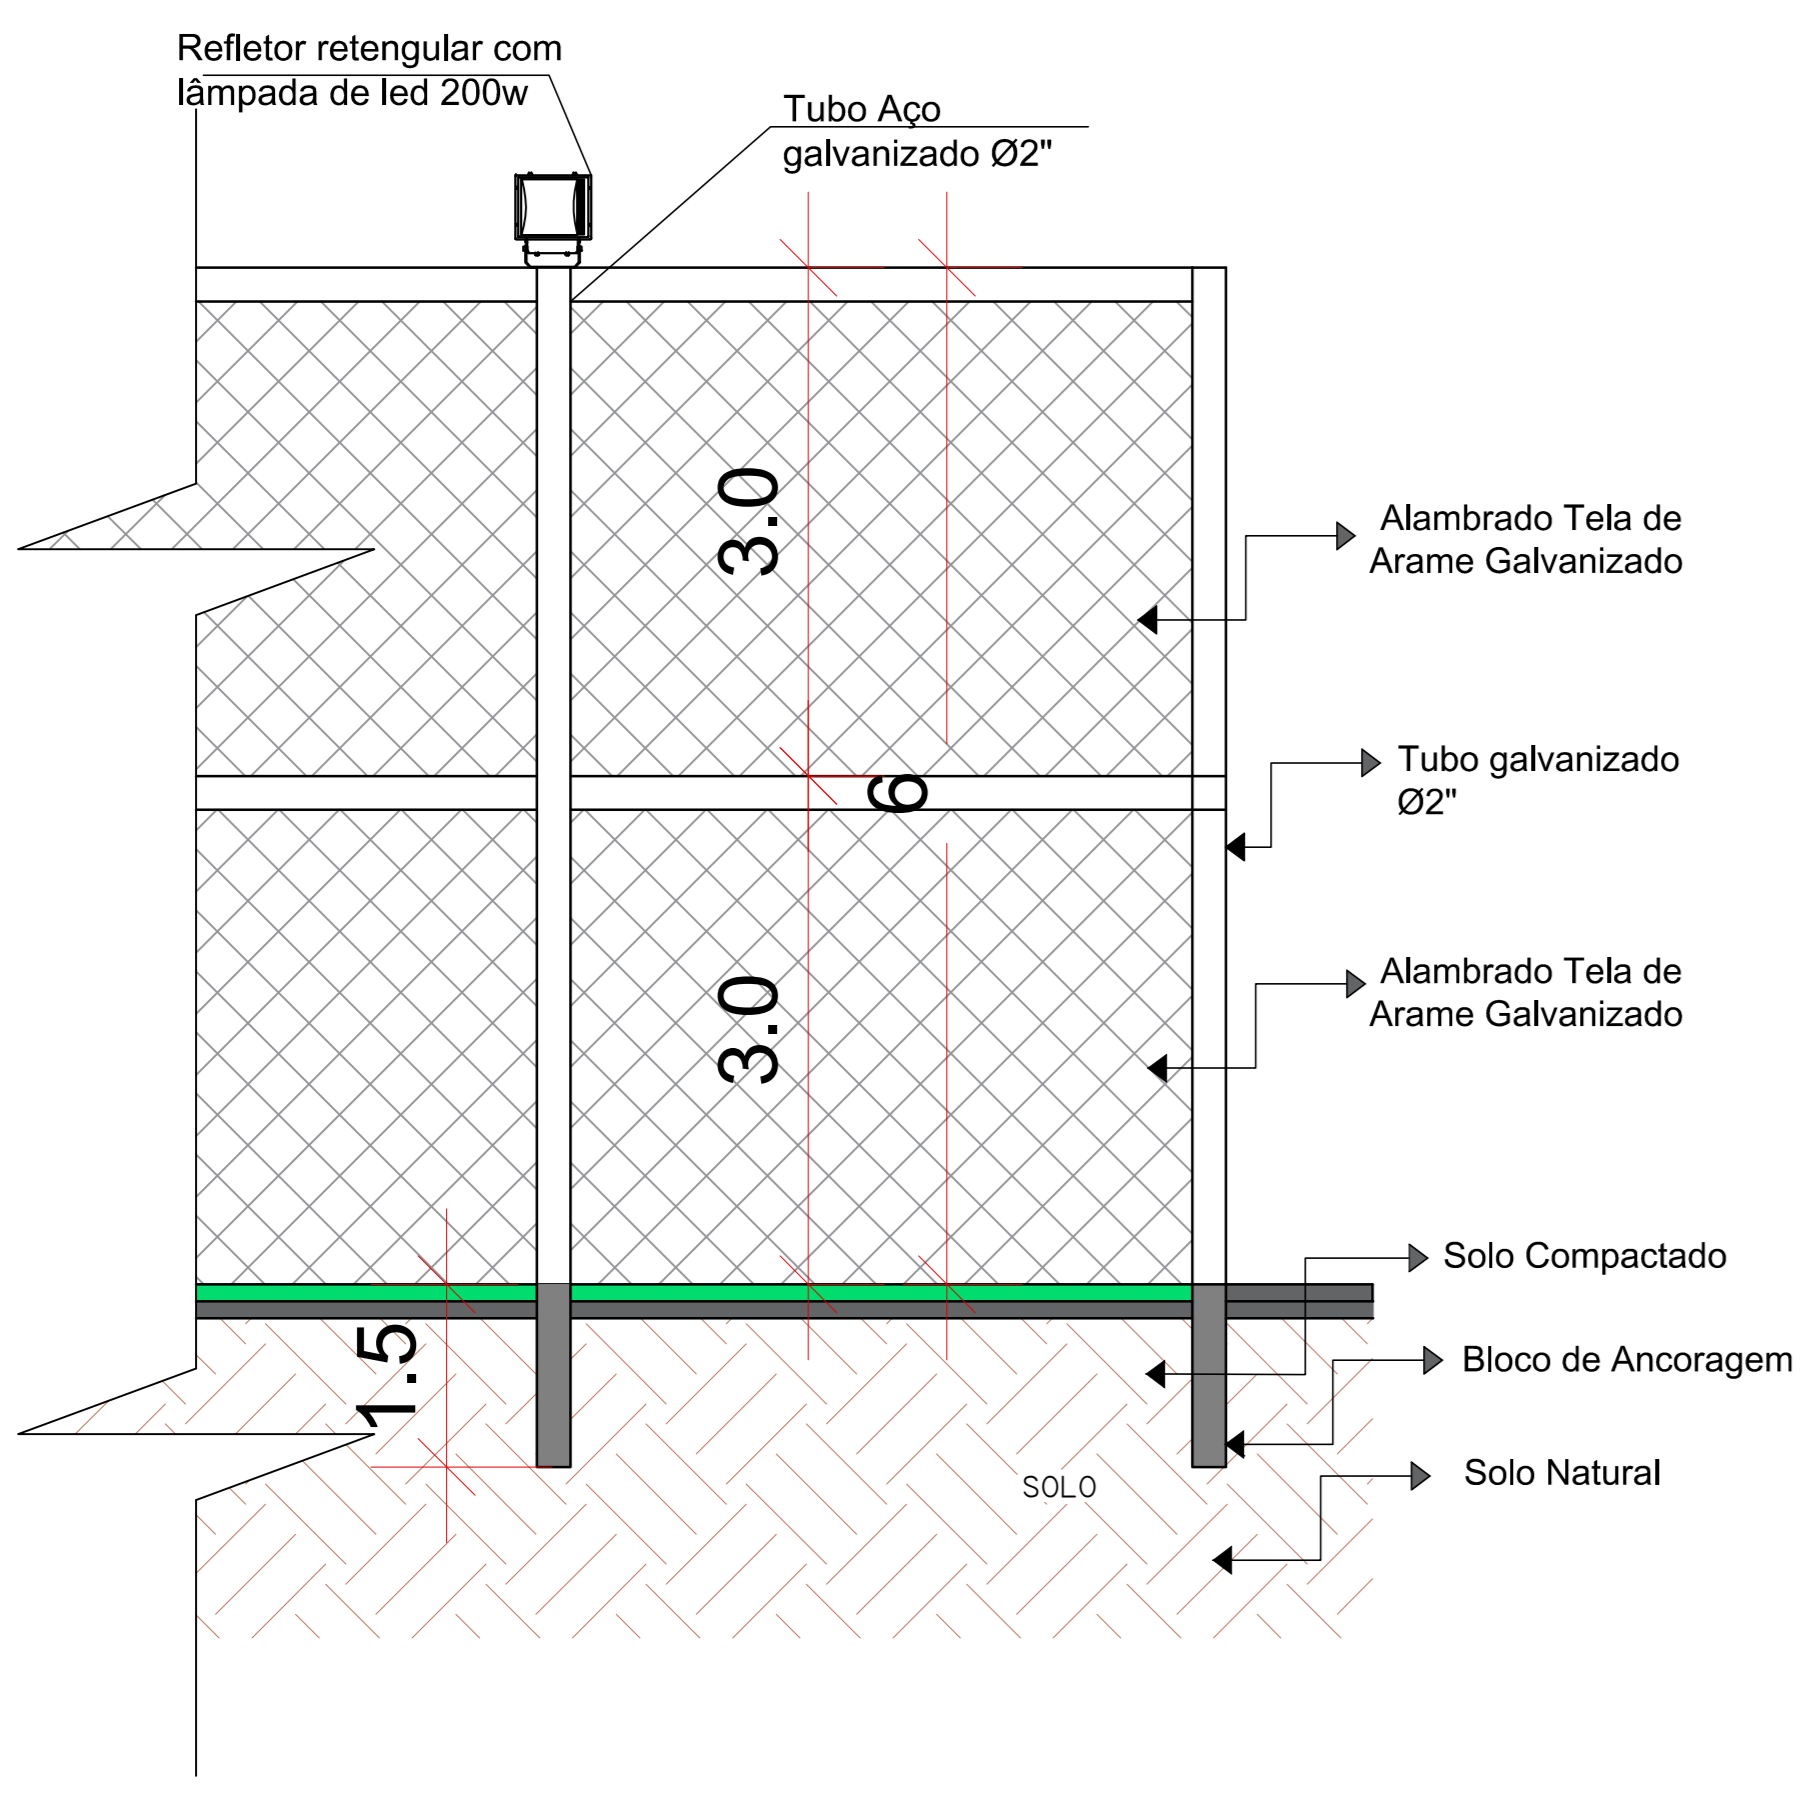 Refletor retengular com
lâmpada de led 200w
Tubo Aço
galvanizado Ø2"
3.0
Alambrado Tela de
Arame Galvanizado
6
Tubo galvanizado
Ø2"
3.0
Alambrado Tela de
Arame Galvanizado
Solo Compactado
1.5
Bloco de Ancoragem
SOLO
Solo Natural